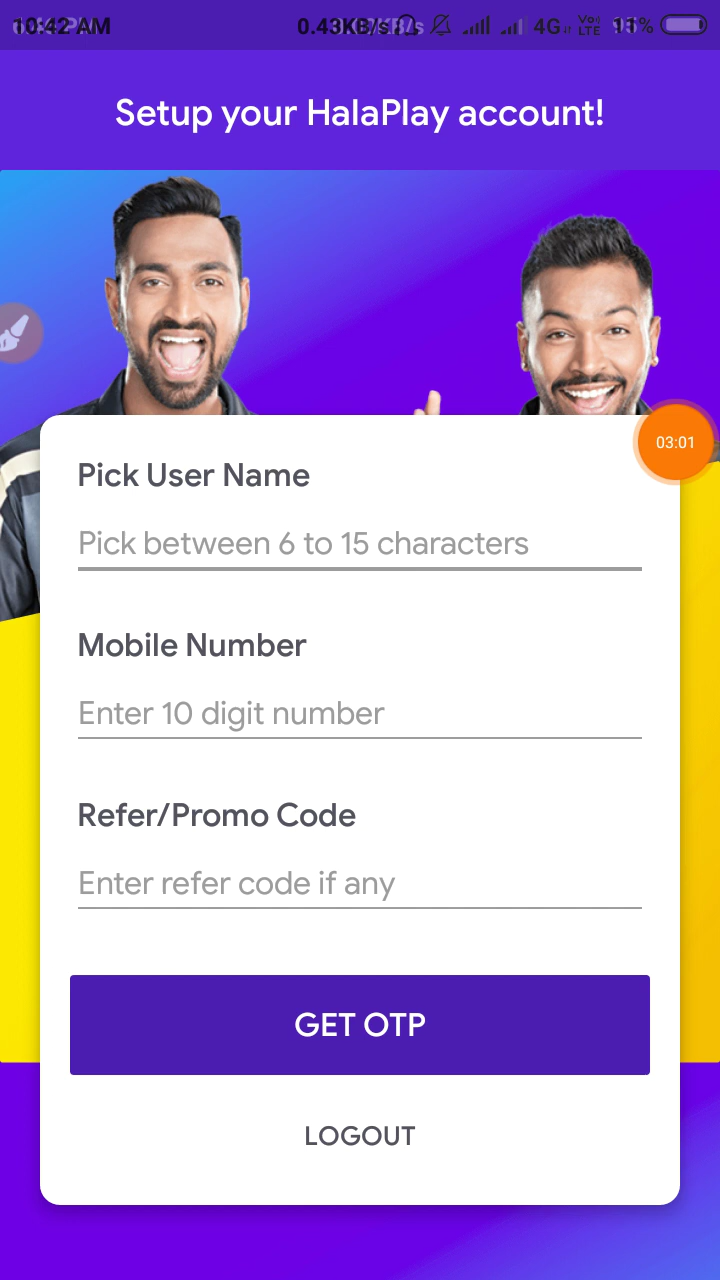 10:42 AM 0.43KB/s 4G VoLTE %
Setup your HalaPlay account!
03:01
Pick User Name
Pick between 6 to 15 characters
Mobile Number
Enter 10 digit number
Refer/Promo Code
Enter refer code if any
GET OTP
LOGOUT